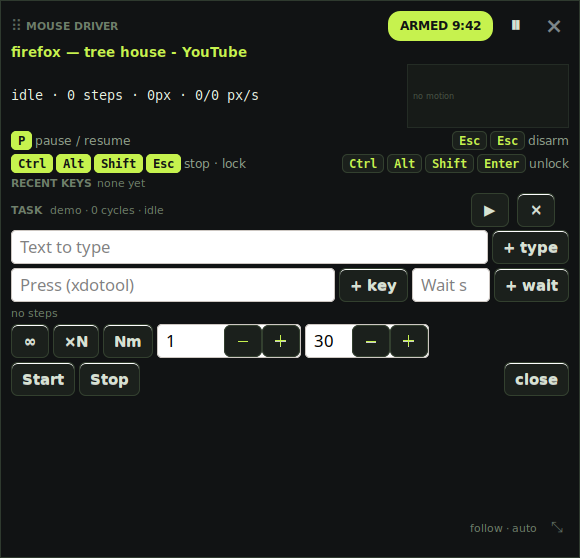 MOUSE DRIVER ARMED 9:42
firefox — tree house - YouTube
idle · 0 steps · 0px · 0/0 px/s
no motion
P pause / resume Esc Esc disarm
Ctrl Alt Shift Esc stop · lock Ctrl Alt Shift Enter unlock
RECENT KEYS none yet
TASK demo · 0 cycles · idle
Text to type + type
Press (xdotool) + key Wait s + wait
no steps
∞ ×N Nm 1 − + 30 − +
Start Stop close
follow · auto